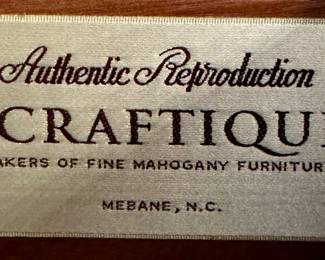 Authentic Reproduction
CRAFTIQU
AKERS OF FINE MAHOGANY FURNITUR
MEBANE, N.C.